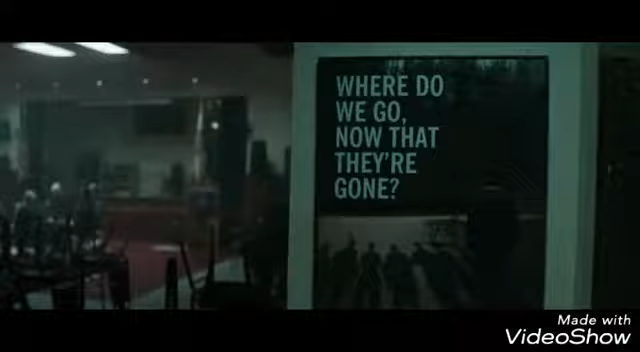 WHERE DO
WE GO,
NOW THAT
THEY'RE
GONE?
Made with
VideoShow